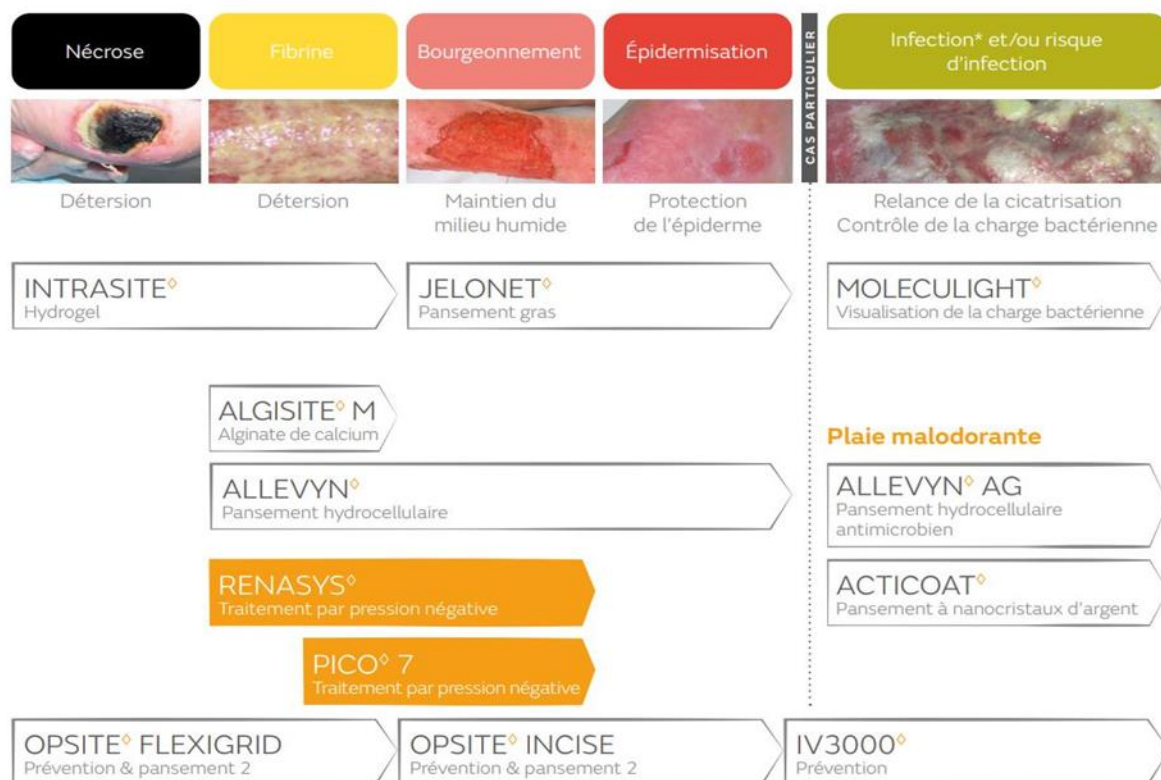 Nécrose
Fibrine
Bourgeonnement
Épidermisation
CAS PARTICULIER
Infection* et/ou risque
d'infection
Détersion
Détersion
Maintien du
milieu humide
Protection
de l'épiderme
Relance de la cicatrisation
Contrôle de la charge bactérienne
INTRASITE◊
Hydrogel
JELONET◊
Pansement gras
MOLECULIGHT◊
Visualisation de la charge bactérienne
ALGISITE◊ M
Alginate de calcium
Plaie malodorante
ALLEVYN◊
Pansement hydrocellulaire
ALLEVYN◊ AG
Pansement hydrocellulaire
antimicrobien
RENASYS◊
Traitement par pression négative
ACTICOAT◊
Pansement à nanocristaux d'argent
PICO◊ 7
Traitement par pression négative
OPSITE◊ FLEXIGRID
Prévention & pansement 2
OPSITE◊ INCISE
Prévention & pansement 2
IV3000◊
Prévention